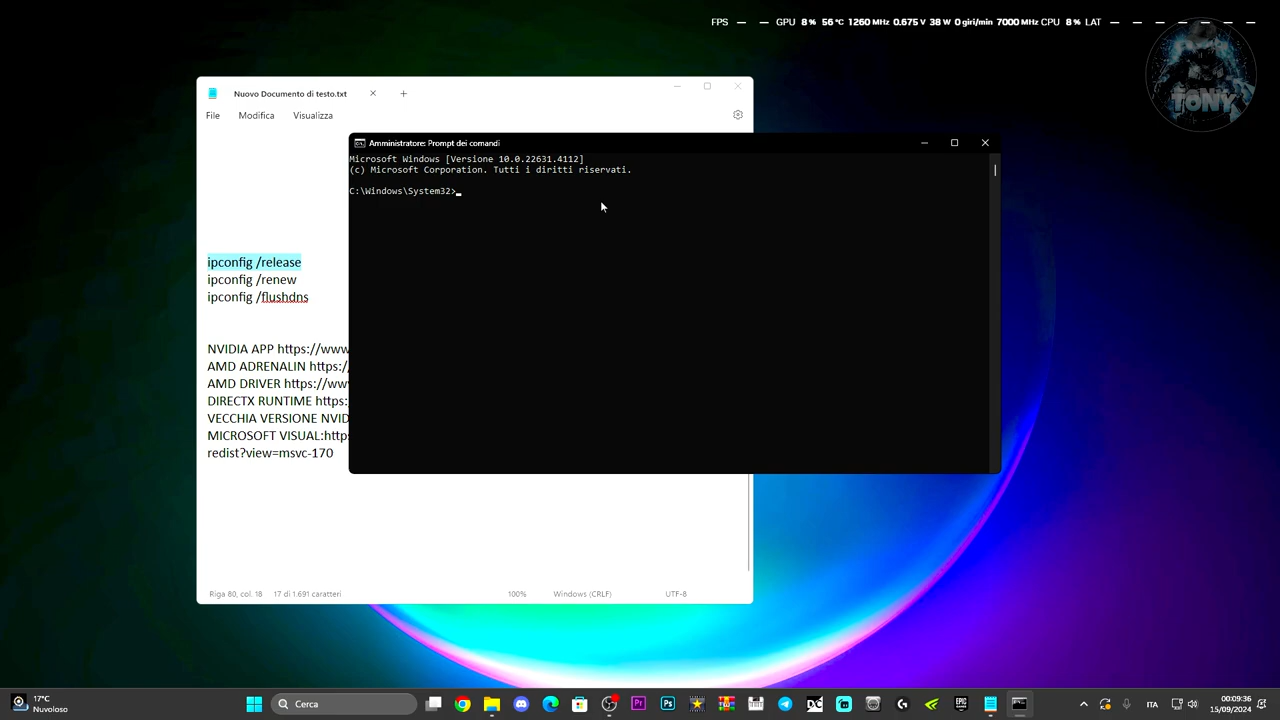 FPS — — GPU 8 % 56 °C 1260 MHz 0.675 V 38 W 0 giri/min 7000 MHz CPU 8 % LAT — — — — — — —
TONY
Nuovo Documento di testo.txt
File Modifica Visualizza
Amministratore: Prompt dei comandi
Microsoft Windows [Versione 10.0.22631.4112]
(c) Microsoft Corporation. Tutti i diritti riservati.
C:\Windows\System32>
ipconfig /release
ipconfig /renew
ipconfig /flushdns
NVIDIA APP https://www
AMD ADRENALIN https:/
AMD DRIVER https://ww
DIRECTX RUNTIME https:
VECCHIA VERSIONE NVID
MICROSOFT VISUAL:https
redist?view=msvc-170
Riga 80, col. 18 17 di 1.691 caratteri 100% Windows (CRLF) UTF-8
17°C
Nuvoloso
Cerca
ITA
00:09:36
15/09/2024